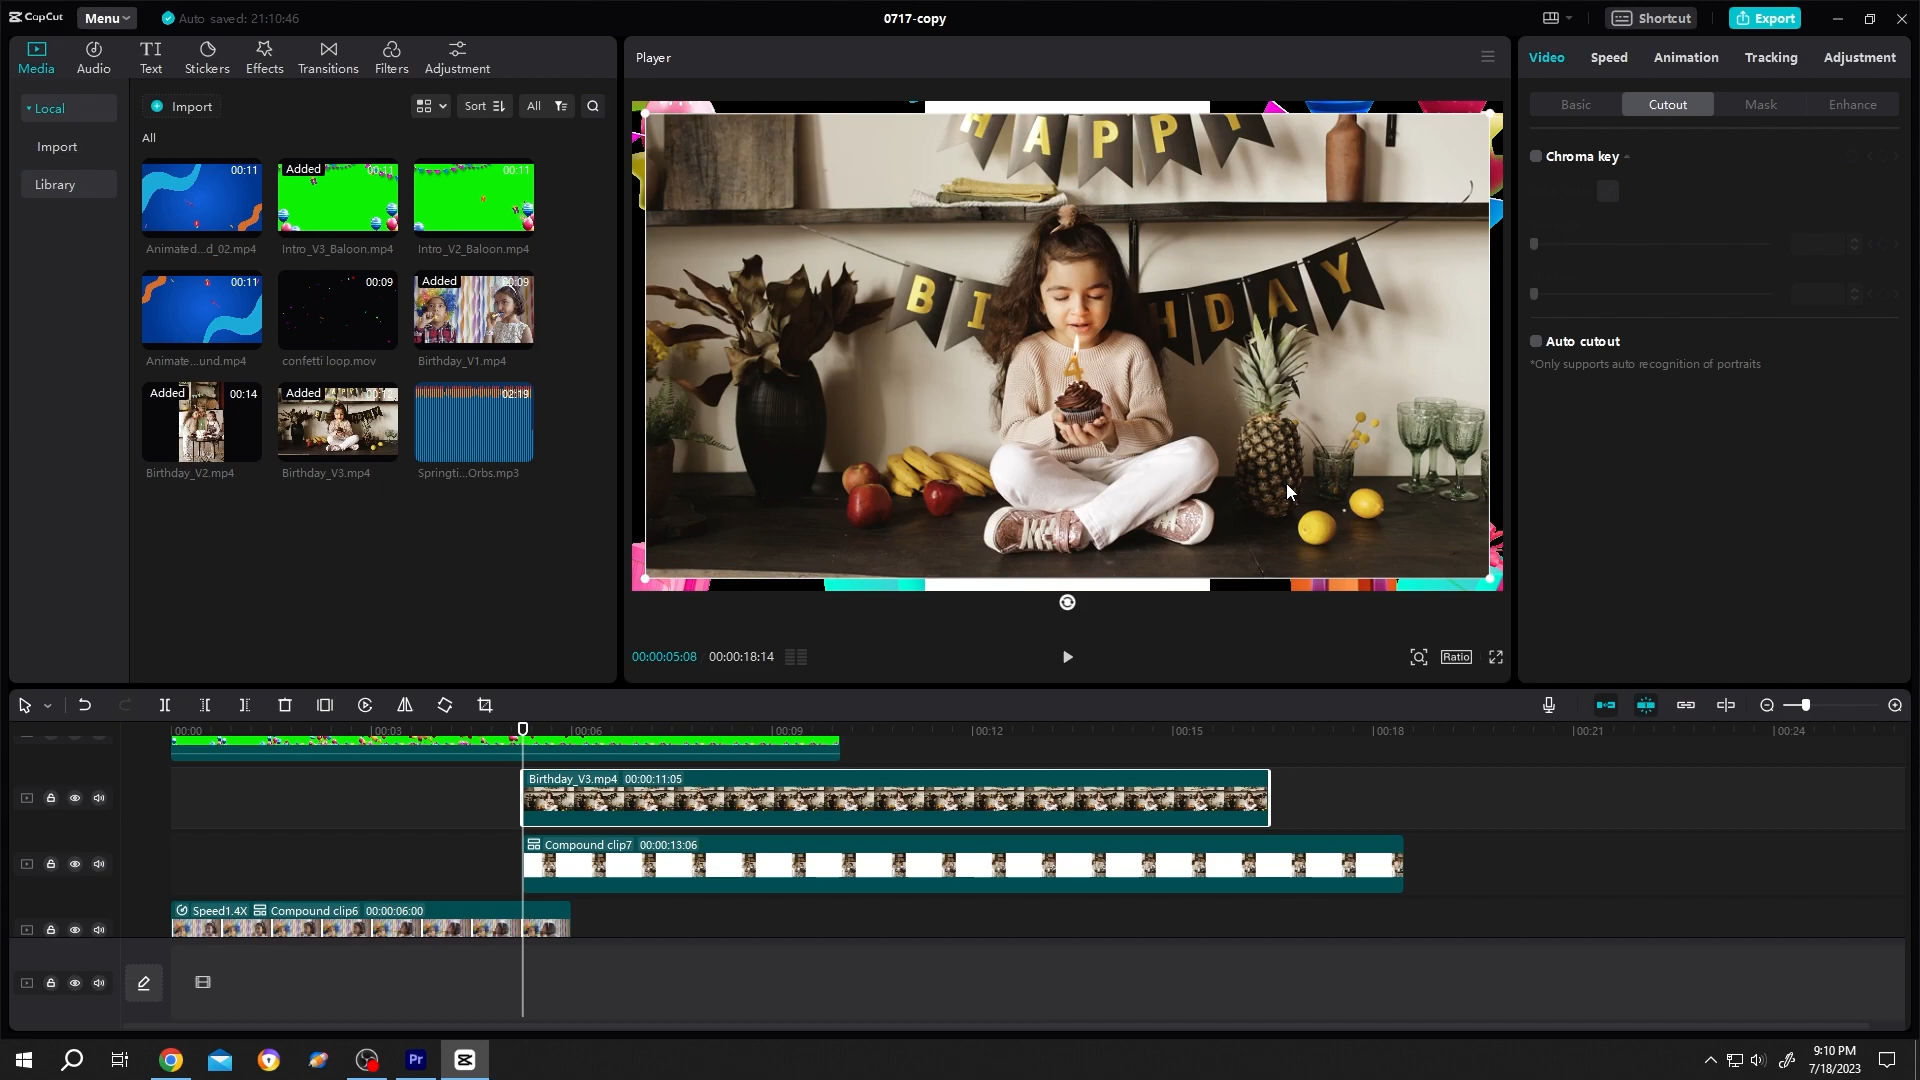 CapCut
Menu
Auto saved: 21:10:46
0717-copy
Shortcut
Export
Media
Audio
Text
Stickers
Effects
Transitions
Filters
Adjustment
Player
Video
Speed
Animation
Tracking
Adjustment
Local
Import
Library
Import
Sort
All
All
00:11
Animated...d_02.mp4
Added
00:11
Intro_V3_Baloon.mp4
00:11
Intro_V2_Baloon.mp4
00:11
Animate...und.mp4
00:09
confetti loop.mov
Added
00:09
Birthday_V1.mp4
Added
00:14
Birthday_V2.mp4
Added
Birthday_V3.mp4
02:19
Springti...Orbs.mp3
HAPPY
BI HDAY
4
00:00:05:08
00:00:18:14
Ratio
Basic
Cutout
Mask
Enhance
Chroma key
Auto cutout
*Only supports auto recognition of portraits
00:00
00:03
00:06
00:09
00:12
00:15
00:18
00:21
00:24
Birthday_V3.mp4 00:00:11:05
Compound clip7 00:00:13:06
Speed1.4X Compound clip6 00:00:06:00
Pr
9:10 PM
7/18/2023